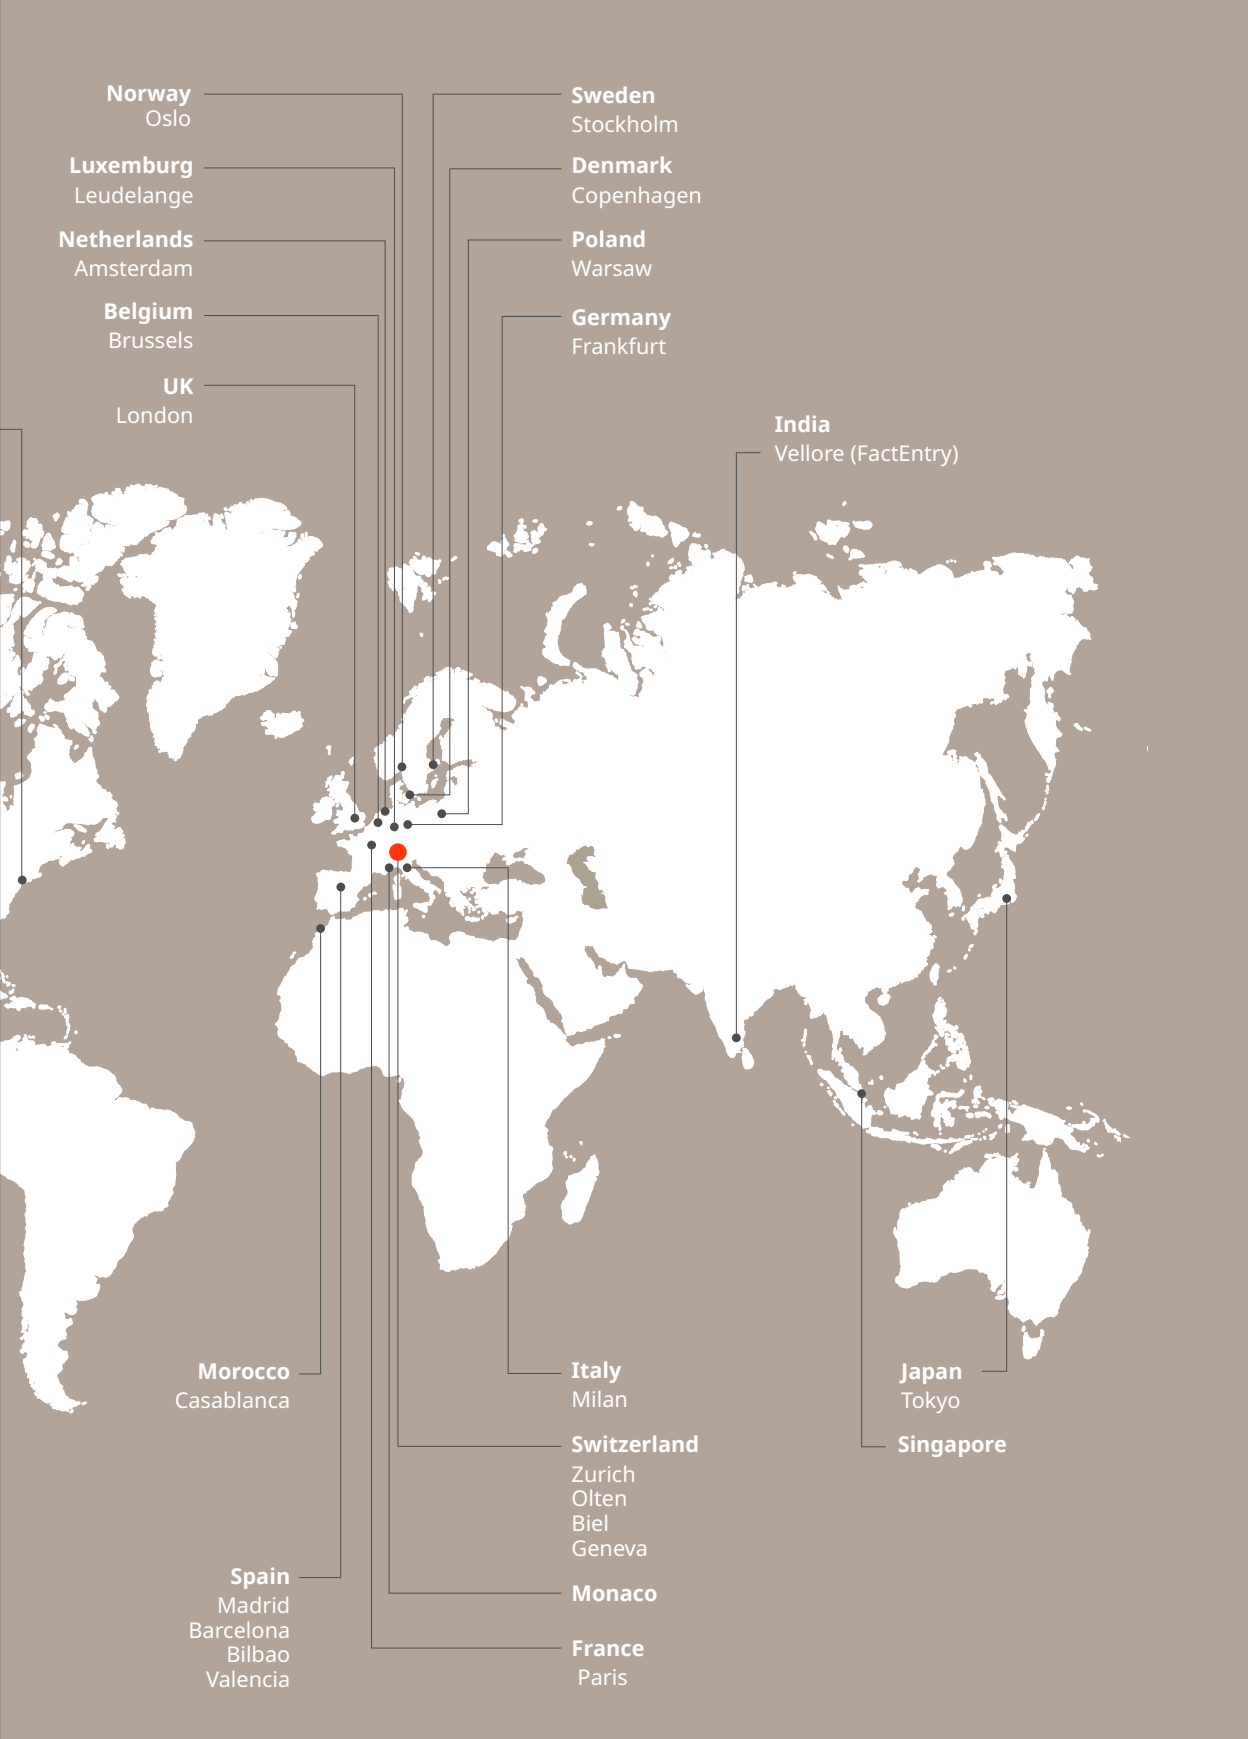 Norway
Oslo
Luxemburg
Leudelange
Netherlands
Amsterdam
Belgium
Brussels
UK
London
Sweden
Stockholm
Denmark
Copenhagen
Poland
Warsaw
Germany
Frankfurt
India
Vellore (FactEntry)
Morocco
Casablanca
Spain
Madrid
Barcelona
Bilbao
Valencia
Italy
Milan
Switzerland
Zurich
Olten
Biel
Geneva
Monaco
France
Paris
Japan
Tokyo
Singapore